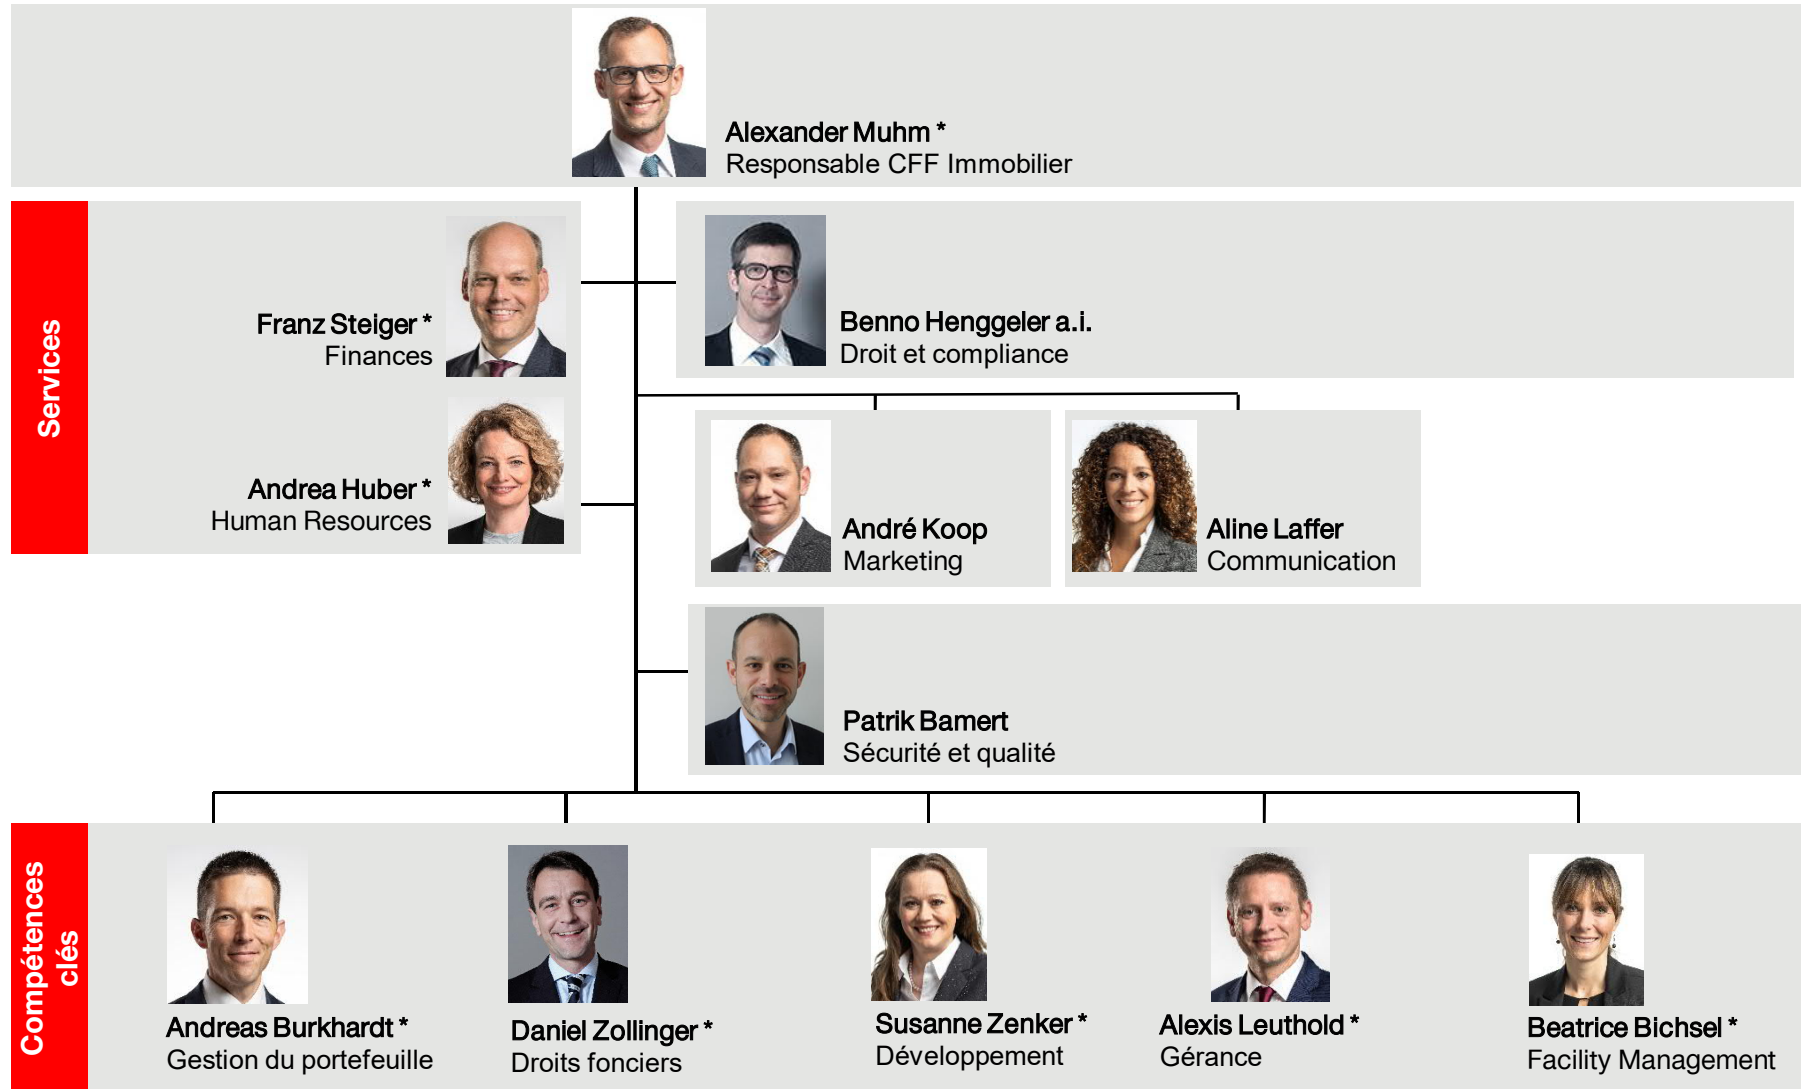 Alexander Muhm *
Responsable CFF Immobilier
Services
Franz Steiger *
Finances
Benno Henggeler a.i.
Droit et compliance
Andrea Huber *
Human Resources
André Koop
Marketing
Aline Laffer
Communication
Patrik Bamert
Sécurité et qualité
Compétences
clés
Andreas Burkhardt *
Gestion du portefeuille
Daniel Zollinger *
Droits fonciers
Susanne Zenker *
Développement
Alexis Leuthold *
Gérance
Beatrice Bichsel *
Facility Management